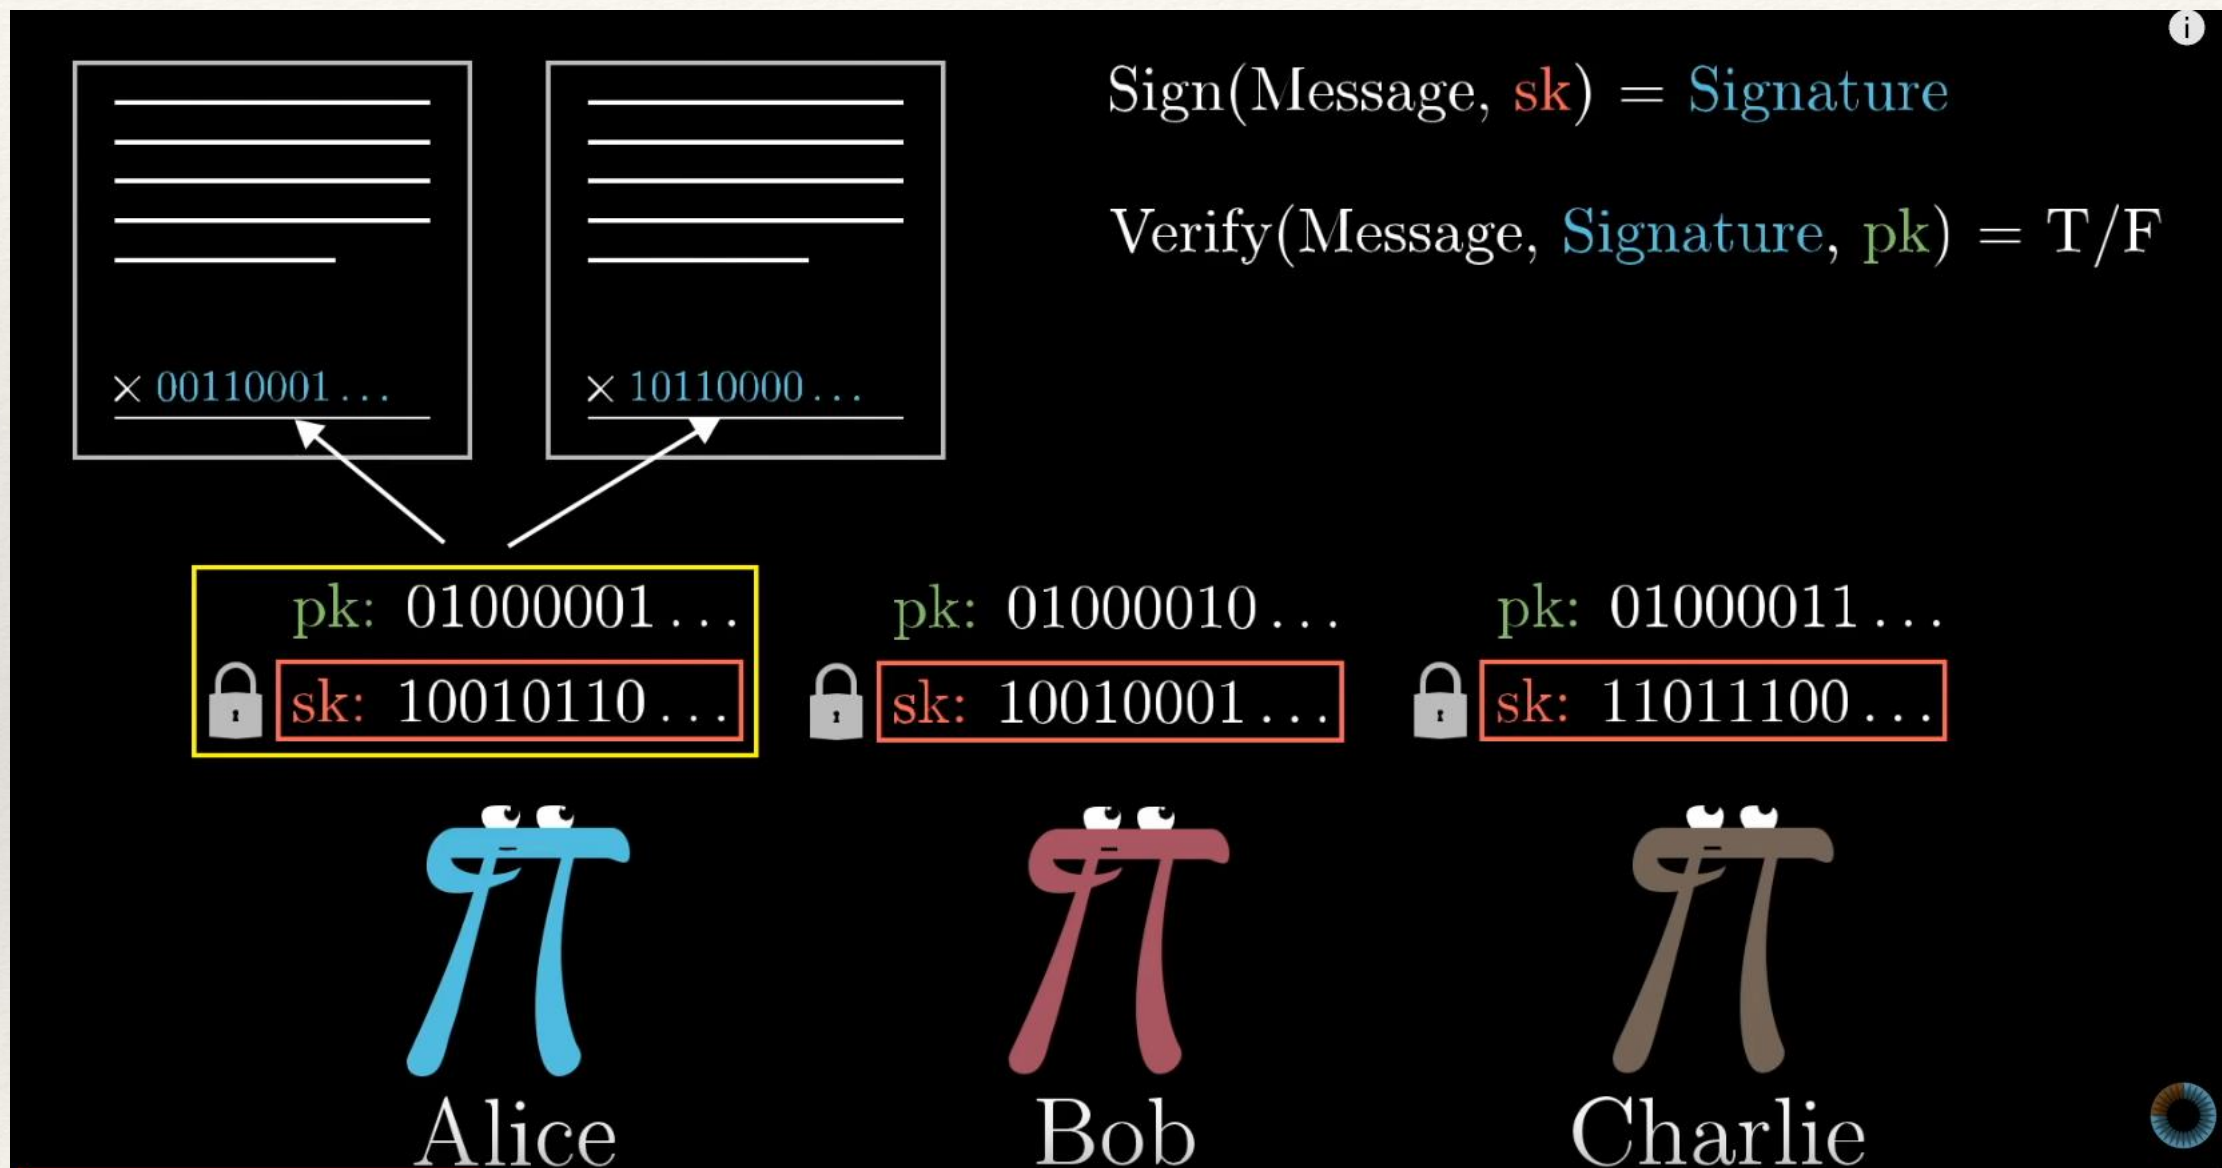 i
Sign(Message, sk) = Signature
Verify(Message, Signature, pk) = T/F
× 00110001...
× 10110000...
pk: 01000001...
sk: 10010110...
pk: 01000010...
sk: 10010001...
pk: 01000011...
sk: 11011100...
Alice
Bob
Charlie